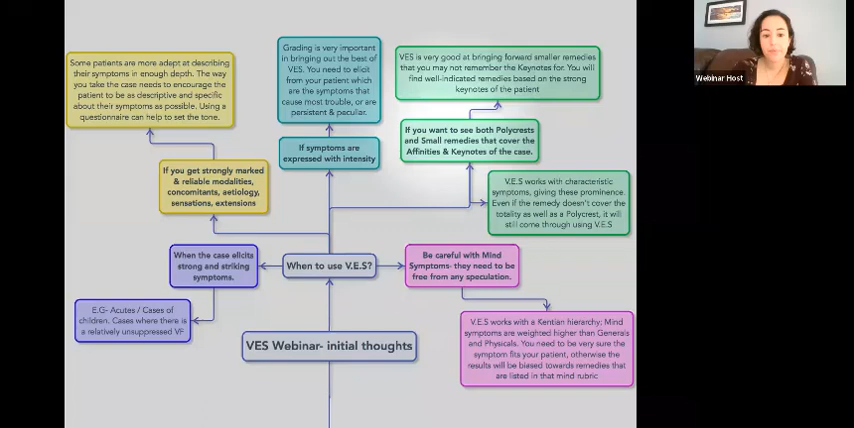 Some patients are more adept at describing
their symptoms in enough depth. The way
you take the case needs to encourage the
patient to be as descriptive and specific
about their symptoms as possible. Using a
questionnaire can help to set the tone.
If you get strongly marked
& reliable modalities,
concomitants, aetiology,
sensations, extensions
Grading is very important
in bringing out the best of
VES. You need to elicit
from your patient which
are the symptoms that
cause most trouble, or are
persistent & peculiar.
If symptoms are
expressed with intensity
VES is very good at bringing forward smaller remedies
that you may not remember the Keynotes for. You will
find well-indicated remedies based on the strong
keynotes of the patient
If you want to see both Polycrests
and Small remedies that cover the
Affinities & Keynotes of the case.
V.E.S works with characteristic
symptoms, giving these prominence.
Even if the remedy doesn't cover the
totality as well as a Polycrest, it will
still come through using V.E.S
When the case elicits
strong and striking
symptoms.
When to use V.E.S?
Be careful with Mind
Symptoms- they need to be
free from any speculation.
E.G- Acutes / Cases of
children. Cases where there is
a relatively unsuppressed VF
VES Webinar- initial thoughts
V.E.S works with a Kentian hierarchy; Mind
symptoms are weighted higher than Generals
and Physicals. You need to be very sure the
symptom fits your patient, otherwise the
results will be biased towards remedies that
are listed in that mind rubric
Webinar Host